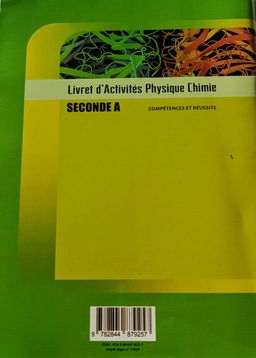 Livret d'Activités Physique Chimie
SECONDE A
COMPÉTENCES ET RÉUSSITE
9 782844 879257